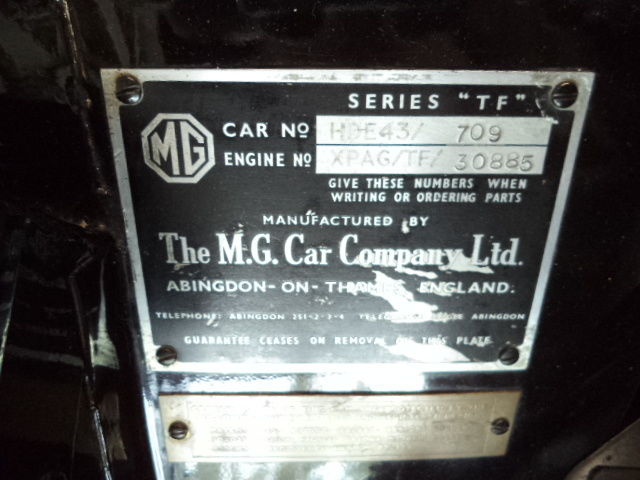 SERIES "TF"
MG
CAR No HDE43/ 709
ENGINE No XPAG/TF/ 30885
GIVE THESE NUMBERS WHEN
WRITING OR ORDERING PARTS
MANUFACTURED BY
The M.G. Car Company Ltd.
ABINGDON-ON-THAMES, ENGLAND.
TELEPHONE: ABINGDON 251-2-3-4 ABINGDON
GUARANTEE CEASES ON REMOVAL OF THIS PLATE